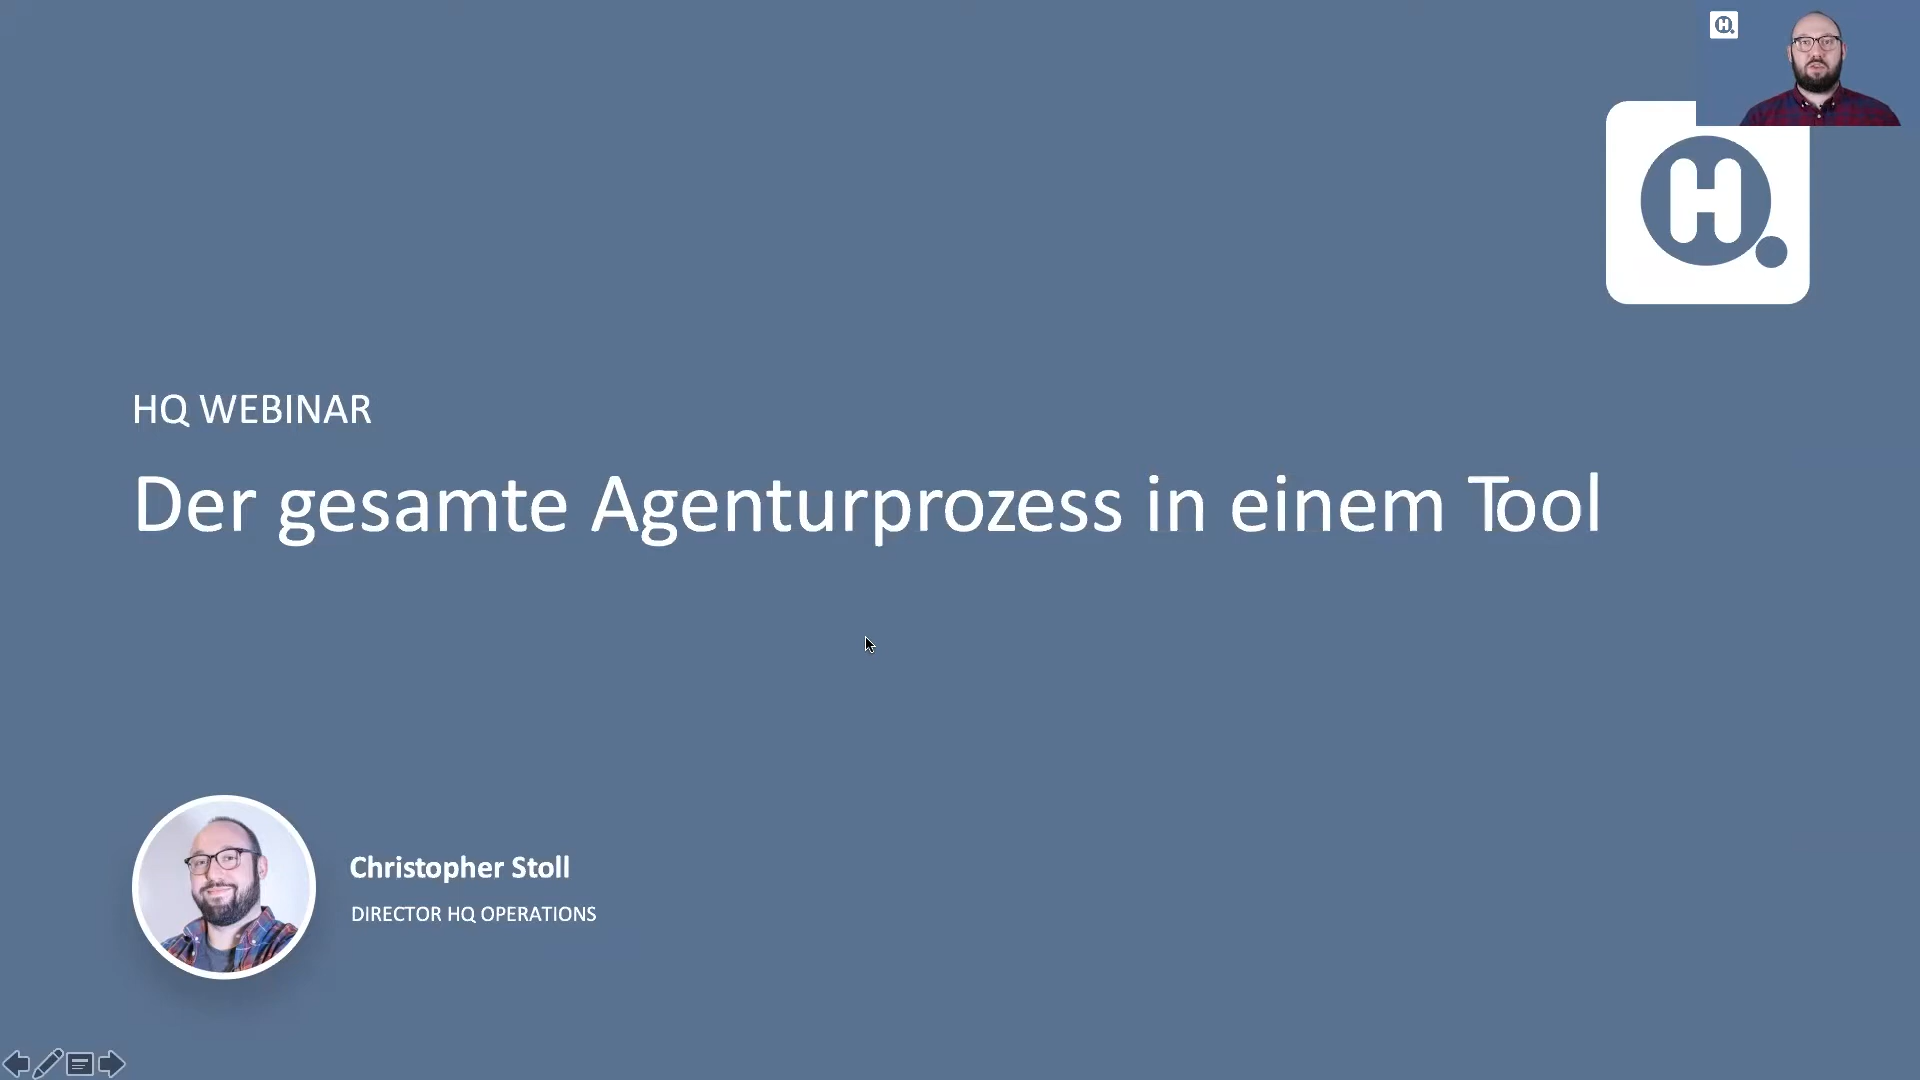 H.
H.
HQ WEBINAR
Der gesamte Agenturprozess in einem Tool
Christopher Stoll
DIRECTOR HQ OPERATIONS